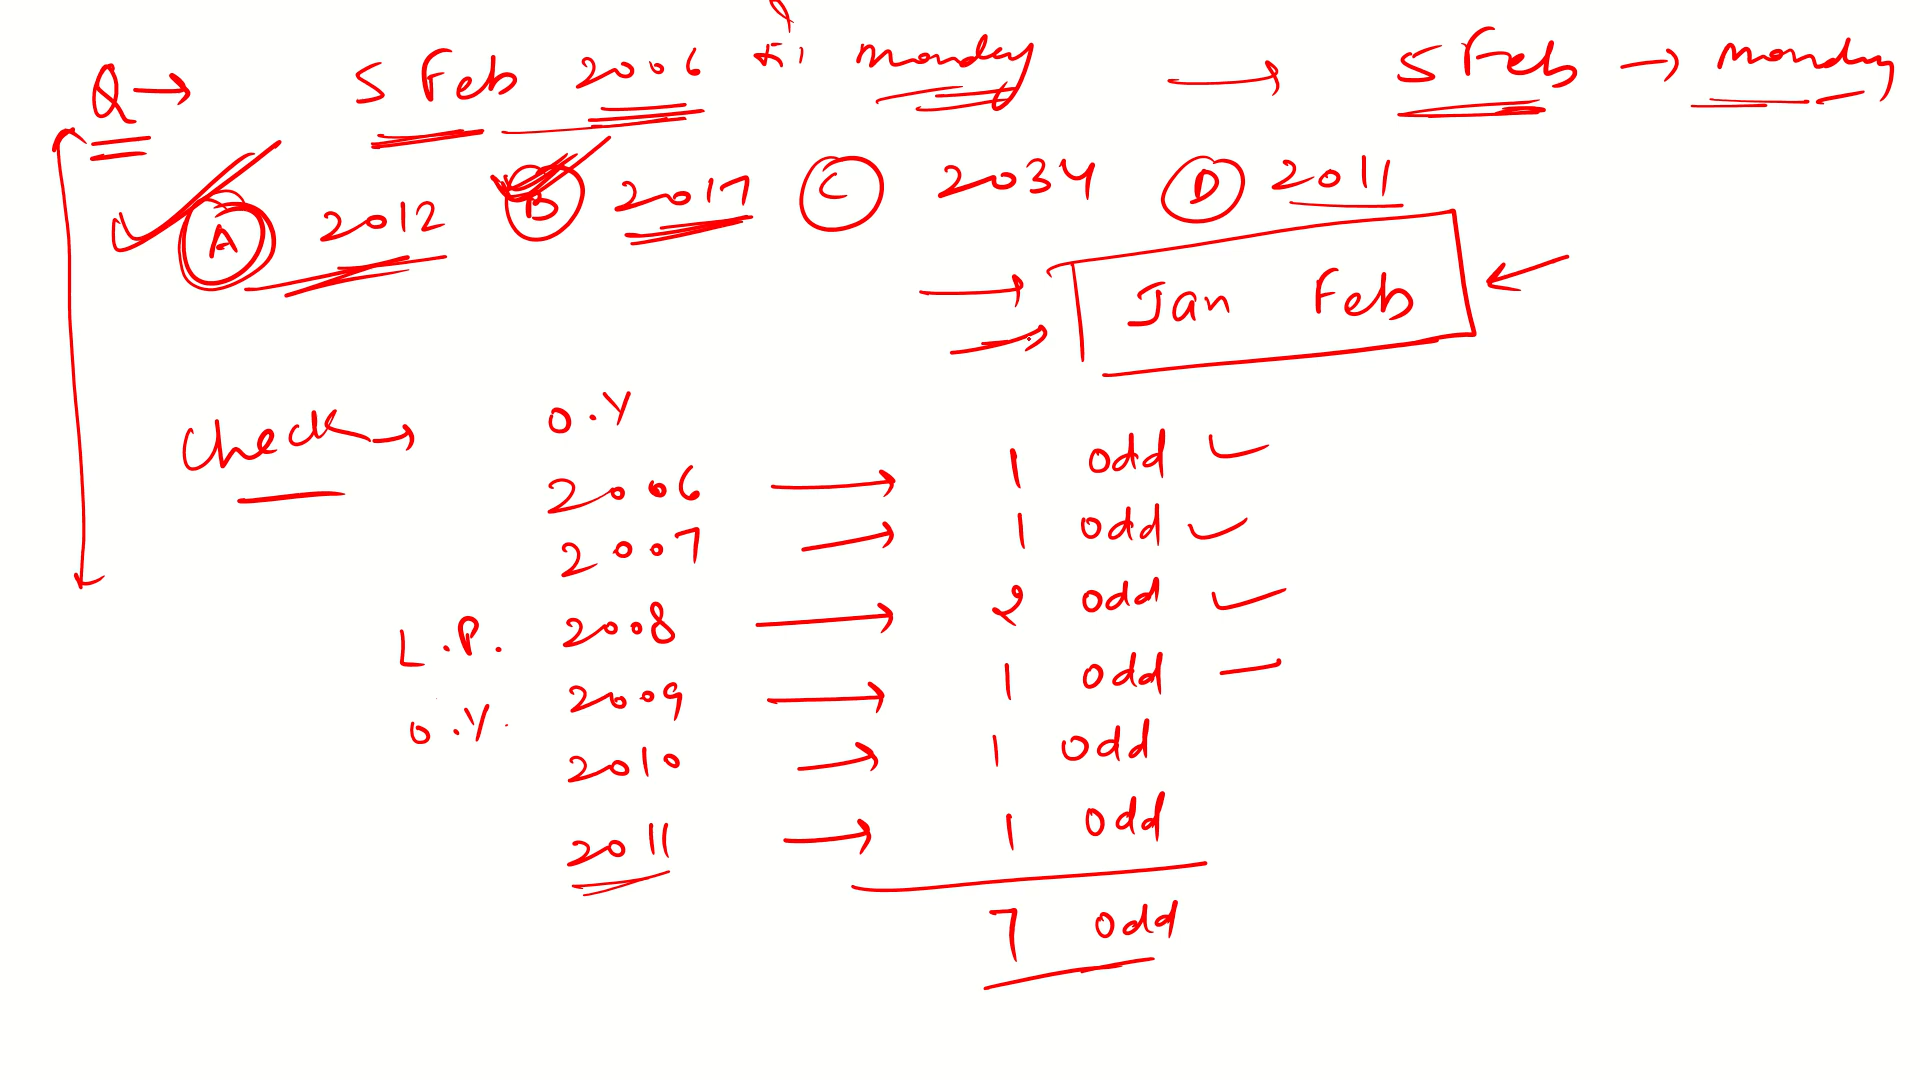 Q → 5 Feb 2006 को monday → 5 Feb → monday
A 2012 B 2017 C 2034 D 2011
→ Jan Feb ←
Check → O.Y
2006 → 1 odd ✓
2007 → 1 odd ✓
L.P. 2008 → 2 odd ✓
2009 → 1 odd
O.Y. 2010 → 1 odd
2011 → 1 odd
7 odd